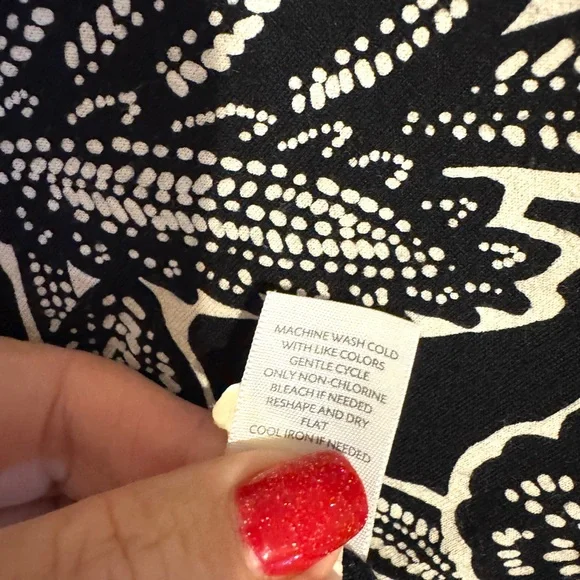 MACHINE WASH COLD
WITH LIKE COLORS
GENTLE CYCLE
ONLY NON-CHLORINE
BLEACH IF NEEDED
RESHAPE AND DRY
FLAT
COOL IRON IF NEEDED